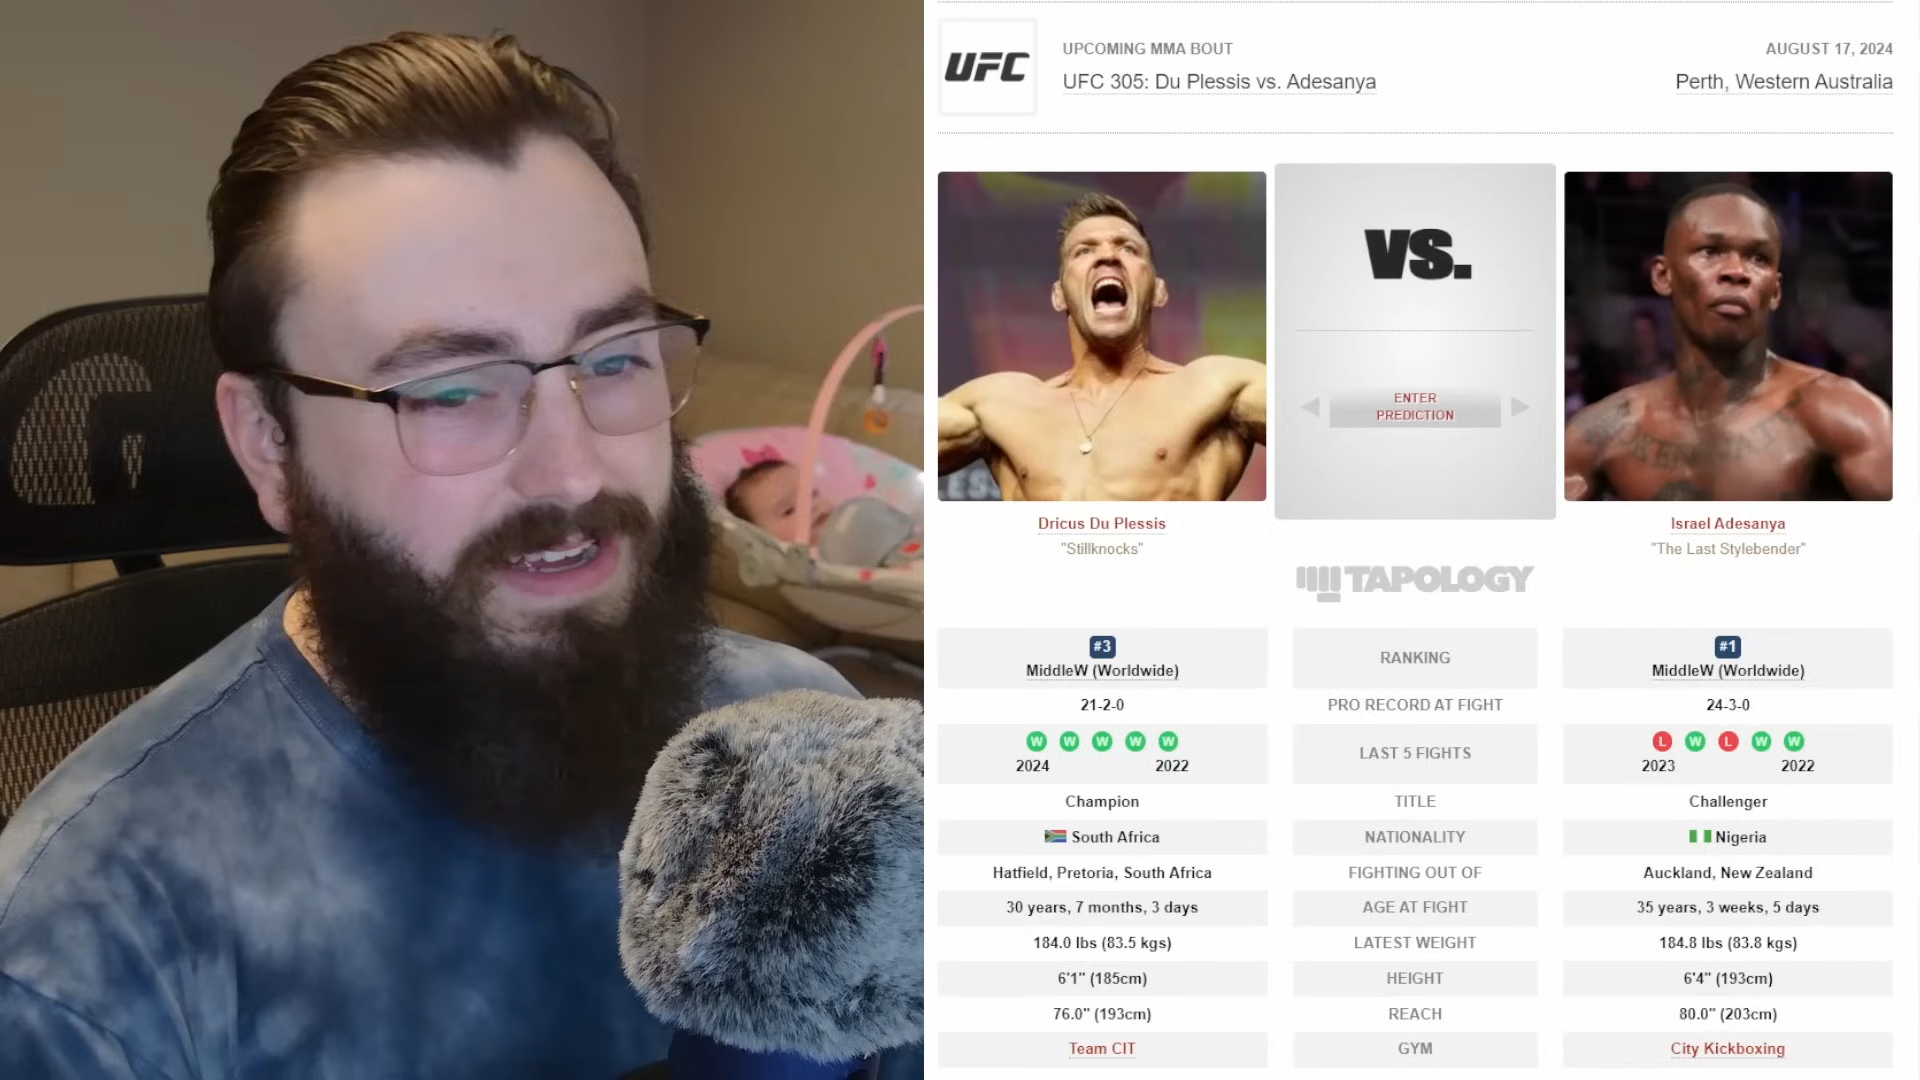 UFC
UPCOMING MMA BOUT
AUGUST 17, 2024
UFC 305: Du Plessis vs. Adesanya
Perth, Western Australia
VS.
ENTER
PREDICTION
Dricus Du Plessis
Israel Adesanya
"Stillknocks"
"The Last Stylebender"
TAPOLOGY
#3
#1
MiddleW (Worldwide)
RANKING
MiddleW (Worldwide)
21-2-0
PRO RECORD AT FIGHT
24-3-0
W W W W W
L W L W W
LAST 5 FIGHTS
2024 2022
2023 2022
Champion
TITLE
Challenger
South Africa
NATIONALITY
Nigeria
Hatfield, Pretoria, South Africa
FIGHTING OUT OF
Auckland, New Zealand
30 years, 7 months, 3 days
AGE AT FIGHT
35 years, 3 weeks, 5 days
184.0 lbs (83.5 kgs)
LATEST WEIGHT
184.8 lbs (83.8 kgs)
6'1" (185cm)
HEIGHT
6'4" (193cm)
76.0" (193cm)
REACH
80.0" (203cm)
Team CIT
GYM
City Kickboxing